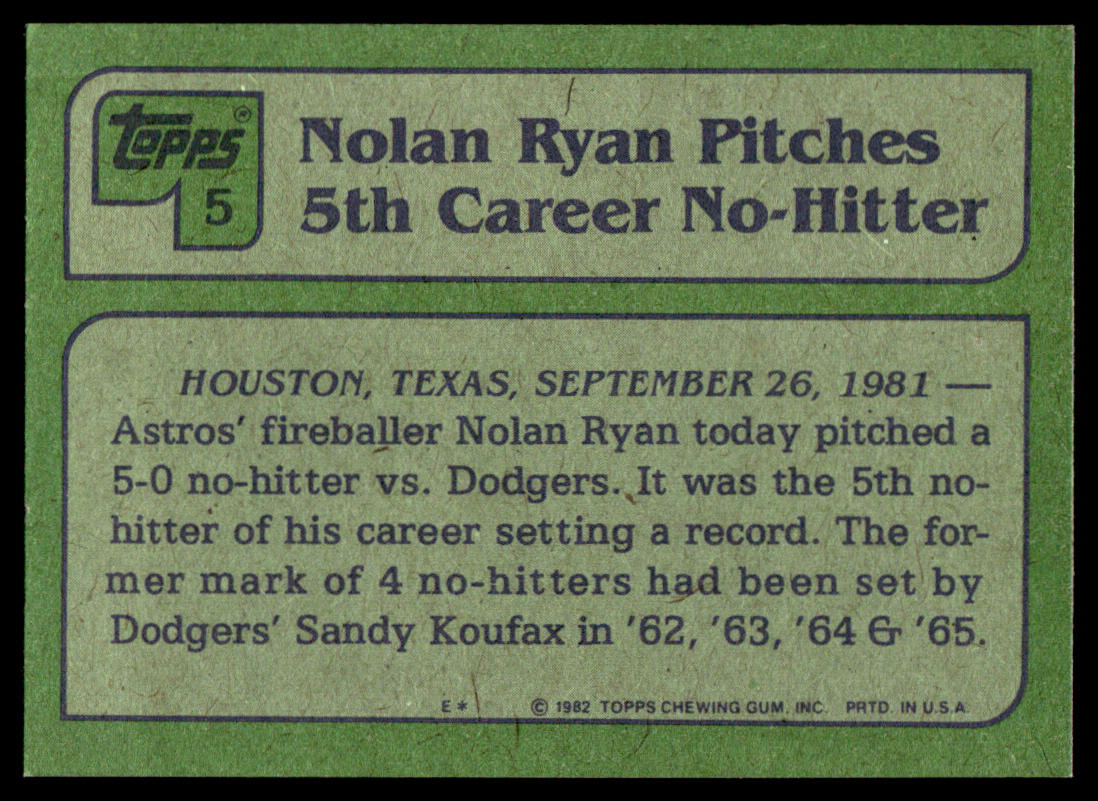 topps®
5
Nolan Ryan Pitches
5th Career No-Hitter
HOUSTON, TEXAS, SEPTEMBER 26, 1981 —
Astros' fireballer Nolan Ryan today pitched a
5-0 no-hitter vs. Dodgers. It was the 5th no-
hitter of his career setting a record. The for-
mer mark of 4 no-hitters had been set by
Dodgers' Sandy Koufax in '62, '63, '64 & '65.
E* © 1982 TOPPS CHEWING GUM, INC. PRTD. IN U.S.A.